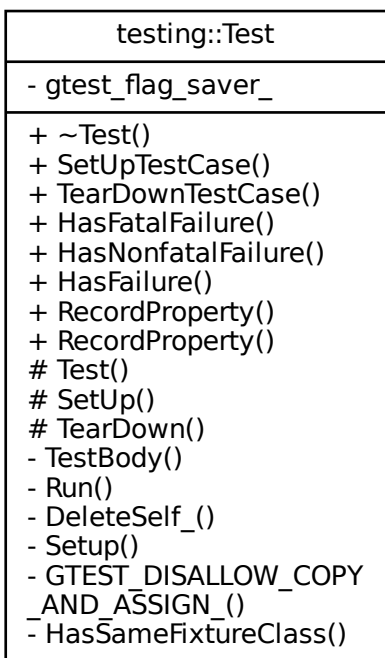 testing::Test
- gtest_flag_saver_
+ ~Test()
+ SetUpTestCase()
+ TearDownTestCase()
+ HasFatalFailure()
+ HasNonfatalFailure()
+ HasFailure()
+ RecordProperty()
+ RecordProperty()
# Test()
# SetUp()
# TearDown()
- TestBody()
- Run()
- DeleteSelf_()
- Setup()
- GTEST_DISALLOW_COPY
_AND_ASSIGN_()
- HasSameFixtureClass()